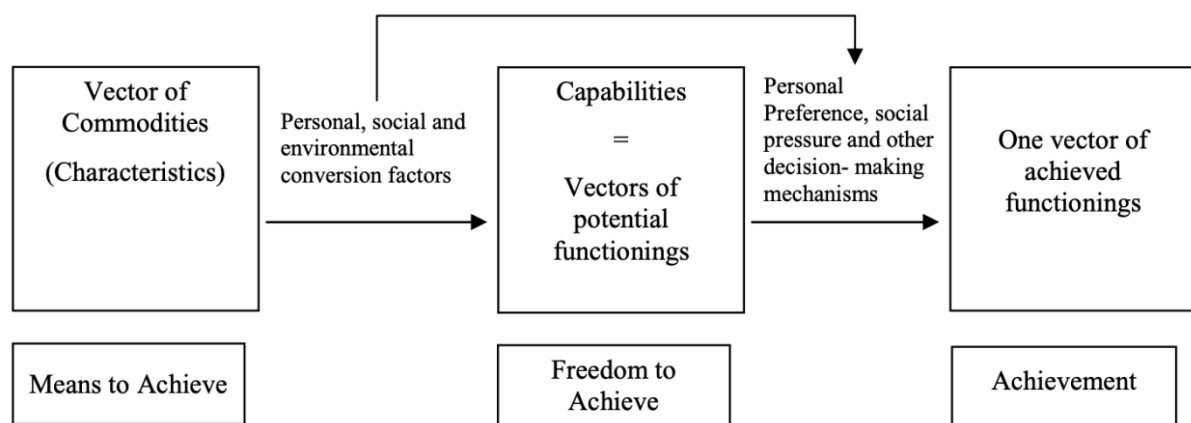 Vector of
Commodities
(Characteristics)
Personal, social and
environmental
conversion factors
Capabilities
=
Vectors of
potential
functionings
Personal
Preference, social
pressure and other
decision- making
mechanisms
One vector of
achieved
functionings
Means to Achieve
Freedom to
Achieve
Achievement